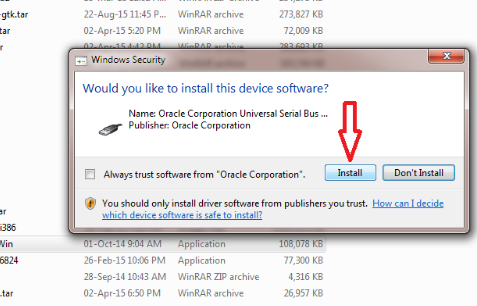 -gtk.tar 22-Aug-15 11:45 P... WinRAR archive 273,827 KB
.tar 02-Apr-15 5:20 PM WinRAR archive 72,009 KB
ar 02-Apr-15 4:42 PM WinRAR archive 283,693 KB
Windows Security
Would you like to install this device software?
Name: Oracle Corporation Universal Serial Bus ...
Publisher: Oracle Corporation
Always trust software from "Oracle Corporation".
Install
Don't Install
You should only install driver software from publishers you trust. How can I decide
which device software is safe to install?
ar
i386
Win 01-Oct-14 9:04 AM Application 108,078 KB
6824 26-Feb-15 10:06 PM Application 77,300 KB
28-Sep-14 10:43 AM WinRAR ZIP archive 4,316 KB
.tar 02-Apr-15 6:50 PM WinRAR archive 26,957 KB